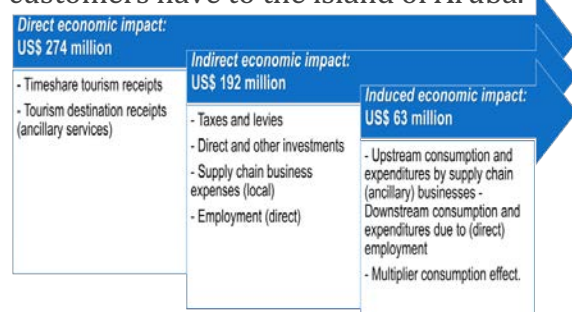 customers have to the island of Aruba.
Direct economic impact:
US$ 274 million
- Timeshare tourism receipts
- Tourism destination receipts
(ancillary services)
Indirect economic impact:
US$ 192 million
- Taxes and levies
- Direct and other investments
- Supply chain business
expenses (local)
- Employment (direct)
Induced economic impact:
US$ 63 million
- Upstream consumption and
expenditures by supply chain
(ancillary) businesses -
Downstream consumption and
expenditures due to (direct)
employment
- Multiplier consumption effect.